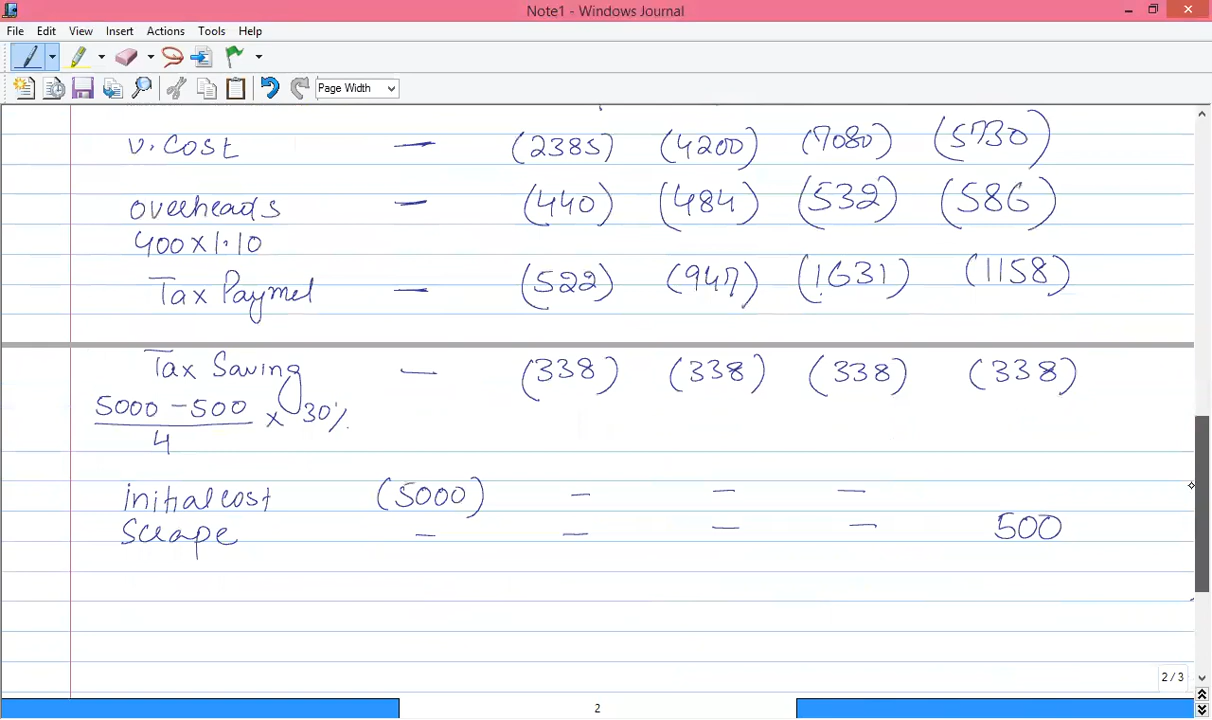 Note1 - Windows Journal
File Edit View Insert Actions Tools Help
Page Width
v. cost — (2385) (4200) (7080) (5730)
overheads — (440) (484) (532) (586)
400 x 1.10
Tax Paymet — (522) (947) (1631) (1158)
Tax Saving — (338) (338) (338) (338)
5000 - 500 x 30%
4
initial cost (5000) - - -
Scrape - - - - 500
2 / 3
2